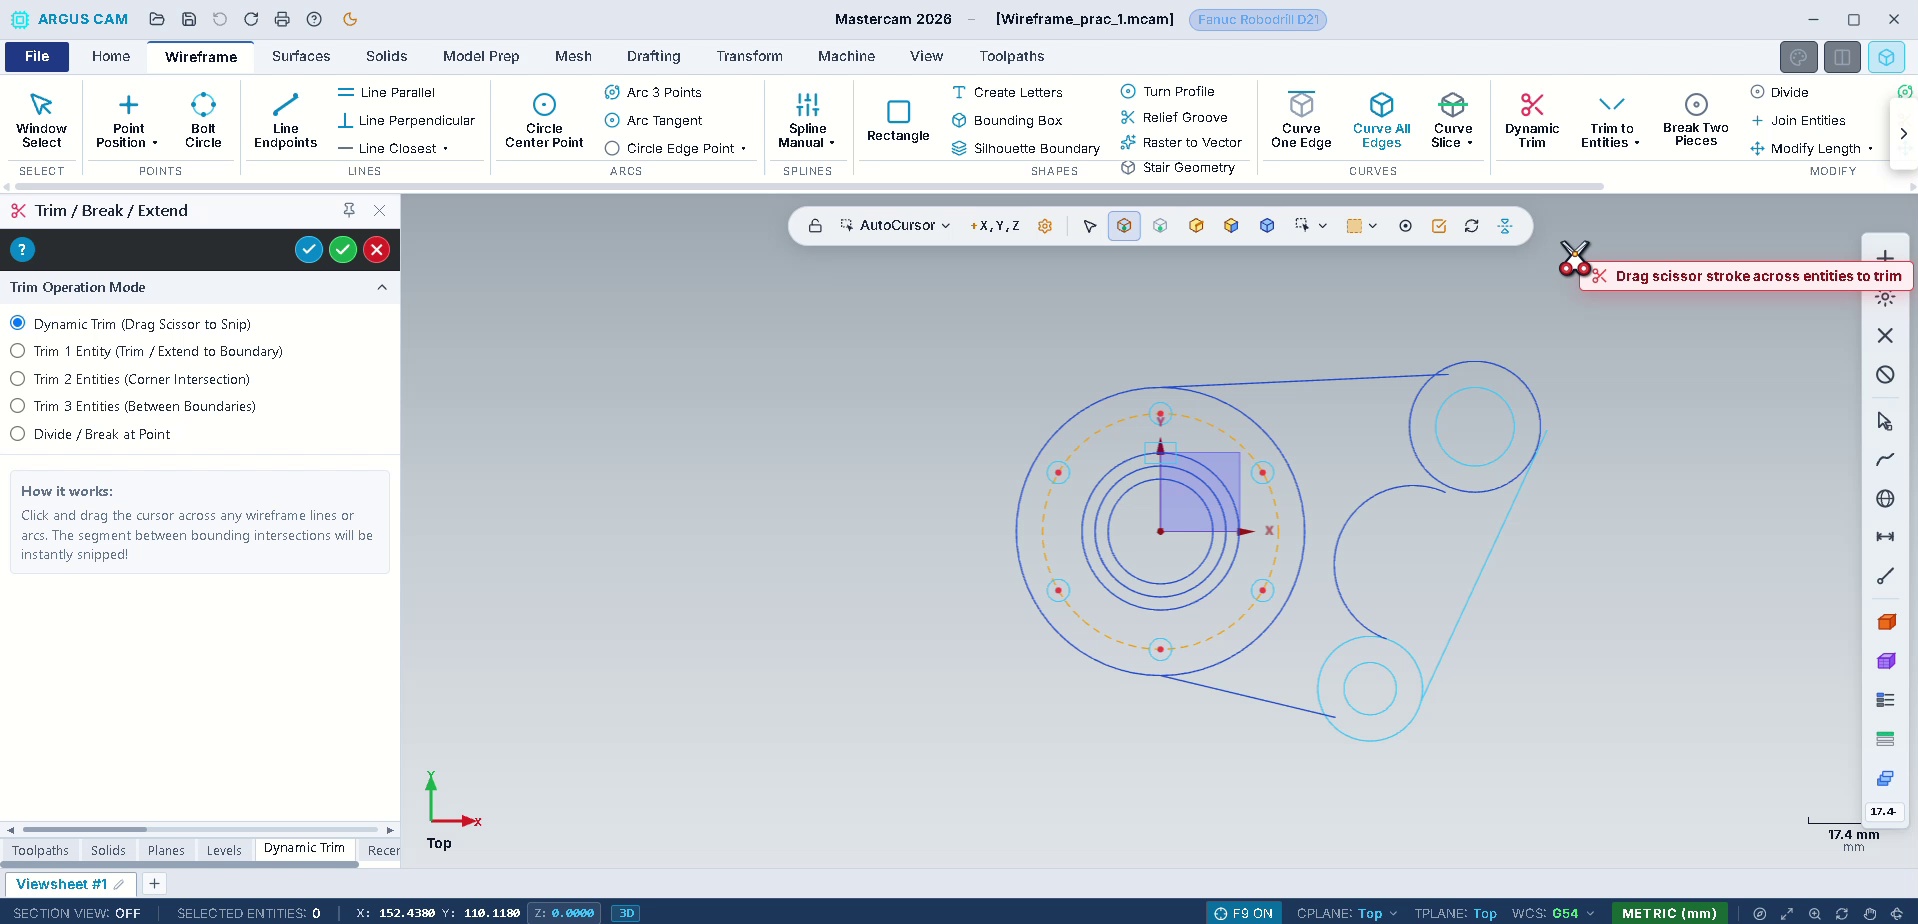 ARGUS CAM
Mastercam 2026 – [Wireframe_prac_1.mcam] Fanuc Robodrill D21
File Home Wireframe Surfaces Solids Model Prep Mesh Drafting Transform Machine View Toolpaths
Window Select
SELECT
Point Position
Bolt Circle
POINTS
Line Endpoints
Line Parallel
Line Perpendicular
Line Closest
LINES
Circle Center Point
Arc 3 Points
Arc Tangent
Circle Edge Point
ARCS
Spline Manual
SPLINES
Rectangle
Create Letters
Bounding Box
Silhouette Boundary
Turn Profile
Relief Groove
Raster to Vector
Stair Geometry
SHAPES
Curve One Edge
Curve All Edges
Curve Slice
CURVES
Dynamic Trim
Trim to Entities
Break Two Pieces
Divide
Join Entities
Modify Length
MODIFY
Trim / Break / Extend
?
Trim Operation Mode
Dynamic Trim (Drag Scissor to Snip)
Trim 1 Entity (Trim / Extend to Boundary)
Trim 2 Entities (Corner Intersection)
Trim 3 Entities (Between Boundaries)
Divide / Break at Point
How it works:
Click and drag the cursor across any wireframe lines or
arcs. The segment between bounding intersections will be
instantly snipped!
Toolpaths Solids Planes Levels Dynamic Trim Recer
AutoCursor +X,Y,Z
Drag scissor stroke across entities to trim
Y
X
Y
X
Top
17.4-
17.4 mm
mm
Viewsheet #1 +
SECTION VIEW: OFF SELECTED ENTITIES: 0 X: 152.4380 Y: 110.1180 Z: 0.0000 3D F9 ON CPLANE: Top TPLANE: Top WCS: G54 METRIC (mm)